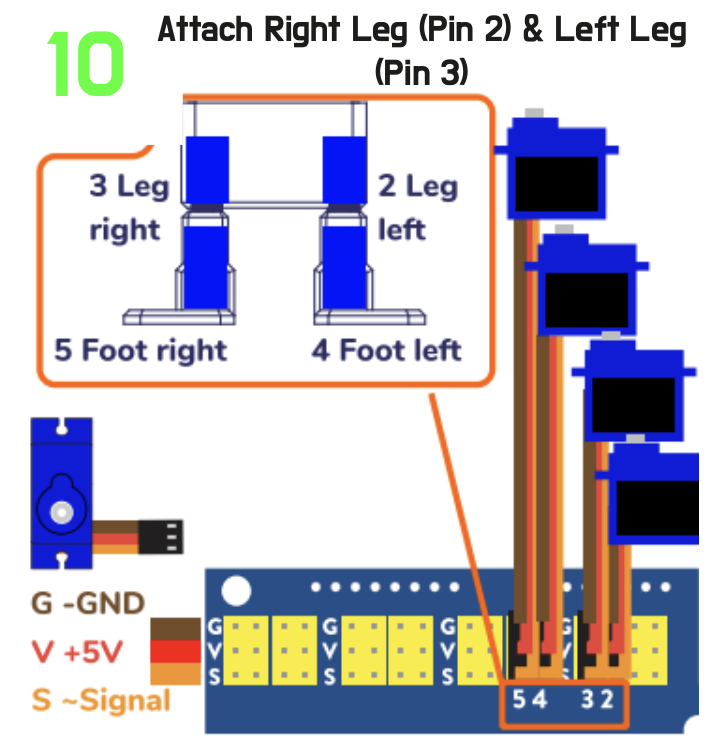 10
Attach Right Leg (Pin 2) & Left Leg
(Pin 3)
3 Leg
right
2 Leg
left
5 Foot right
4 Foot left
G -GND
V +5V
S ~Signal
G
V
S
G
V
S
G
V
S
G
V
S
5 4 3 2